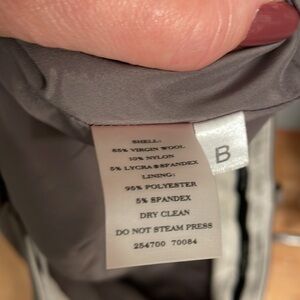 SHELL:
85% VIRGIN WOOL
10% NYLON
5% LYCRA®SPANDEX
LINING:
95% POLYESTER
5% SPANDEX
DRY CLEAN
DO NOT STEAM PRESS
254700 70084
B